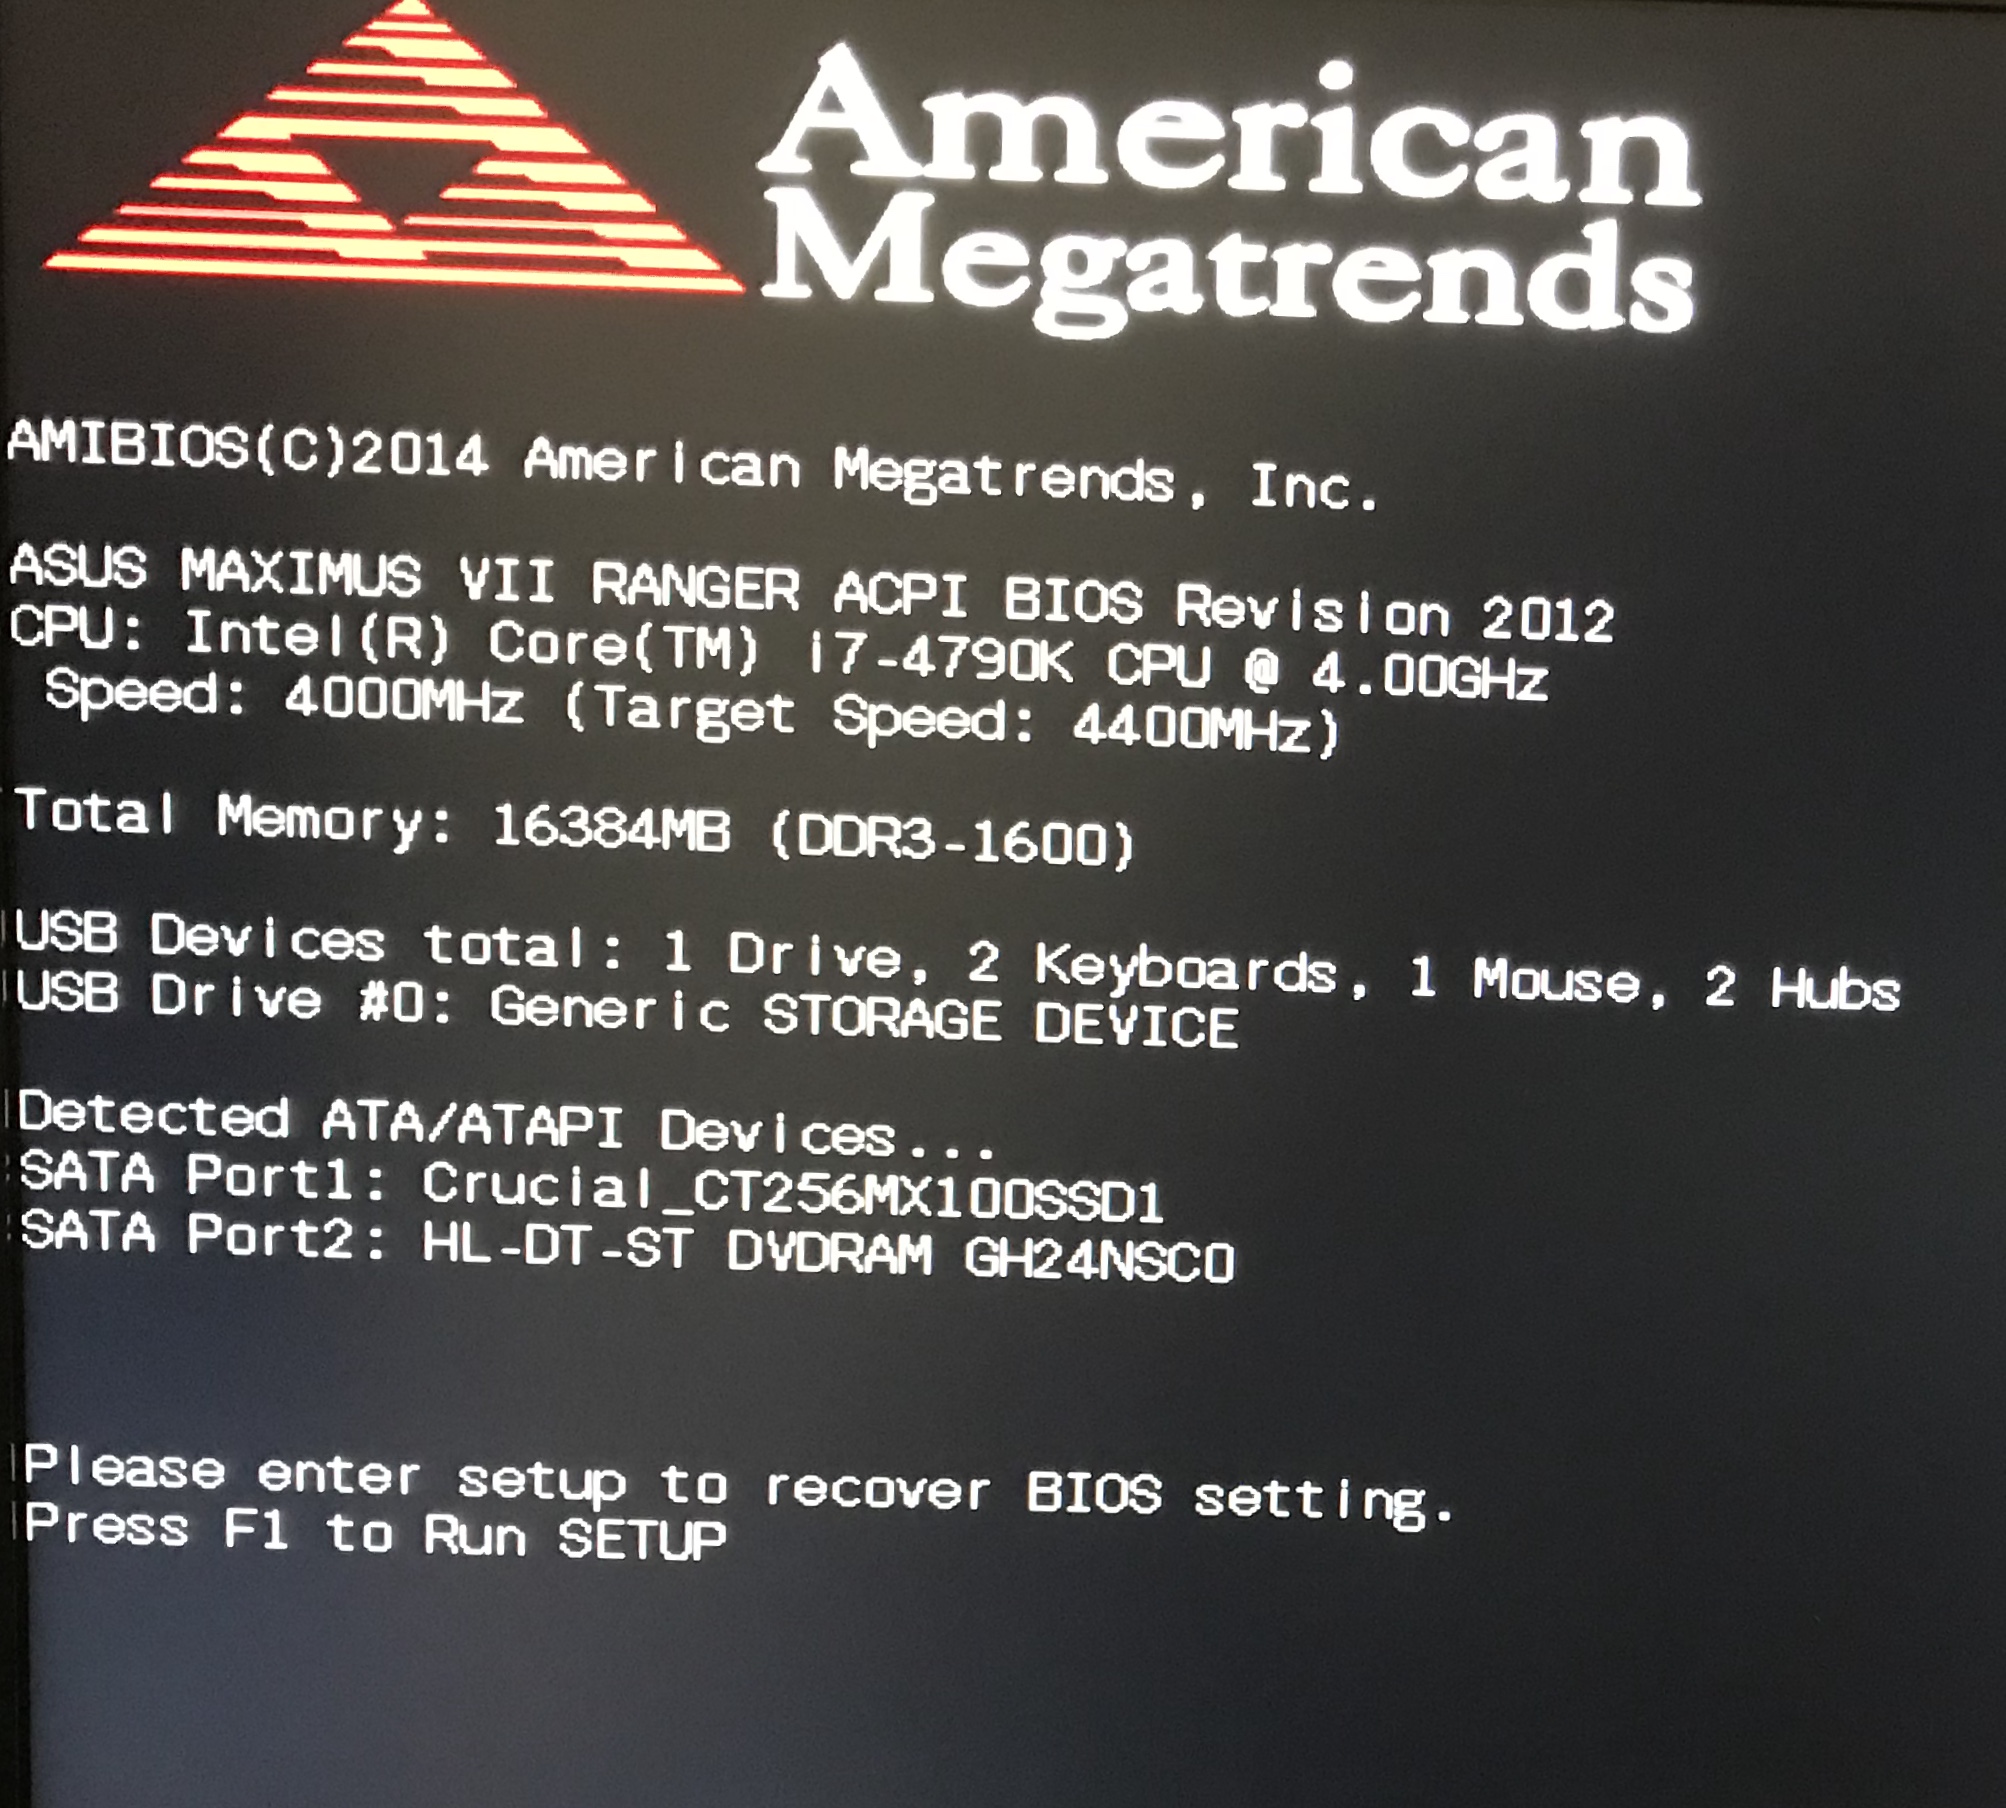 American
Megatrends
AMIBIOS(C)2014 American Megatrends, Inc.
ASUS MAXIMUS VII RANGER ACPI BIOS Revision 2012
CPU: Intel(R) Core(TM) i7-4790K CPU @ 4.00GHz
Speed: 4000MHz (Target Speed: 4400MHz)
Total Memory: 16384MB (DDR3-1600)
USB Devices total: 1 Drive, 2 Keyboards, 1 Mouse, 2 Hubs
USB Drive #0: Generic STORAGE DEVICE
Detected ATA/ATAPI Devices...
SATA Port1: Crucial_CT256MX100SSD1
SATA Port2: HL-DT-ST DVDRAM GH24NSC0
Please enter setup to recover BIOS setting.
Press F1 to Run SETUP